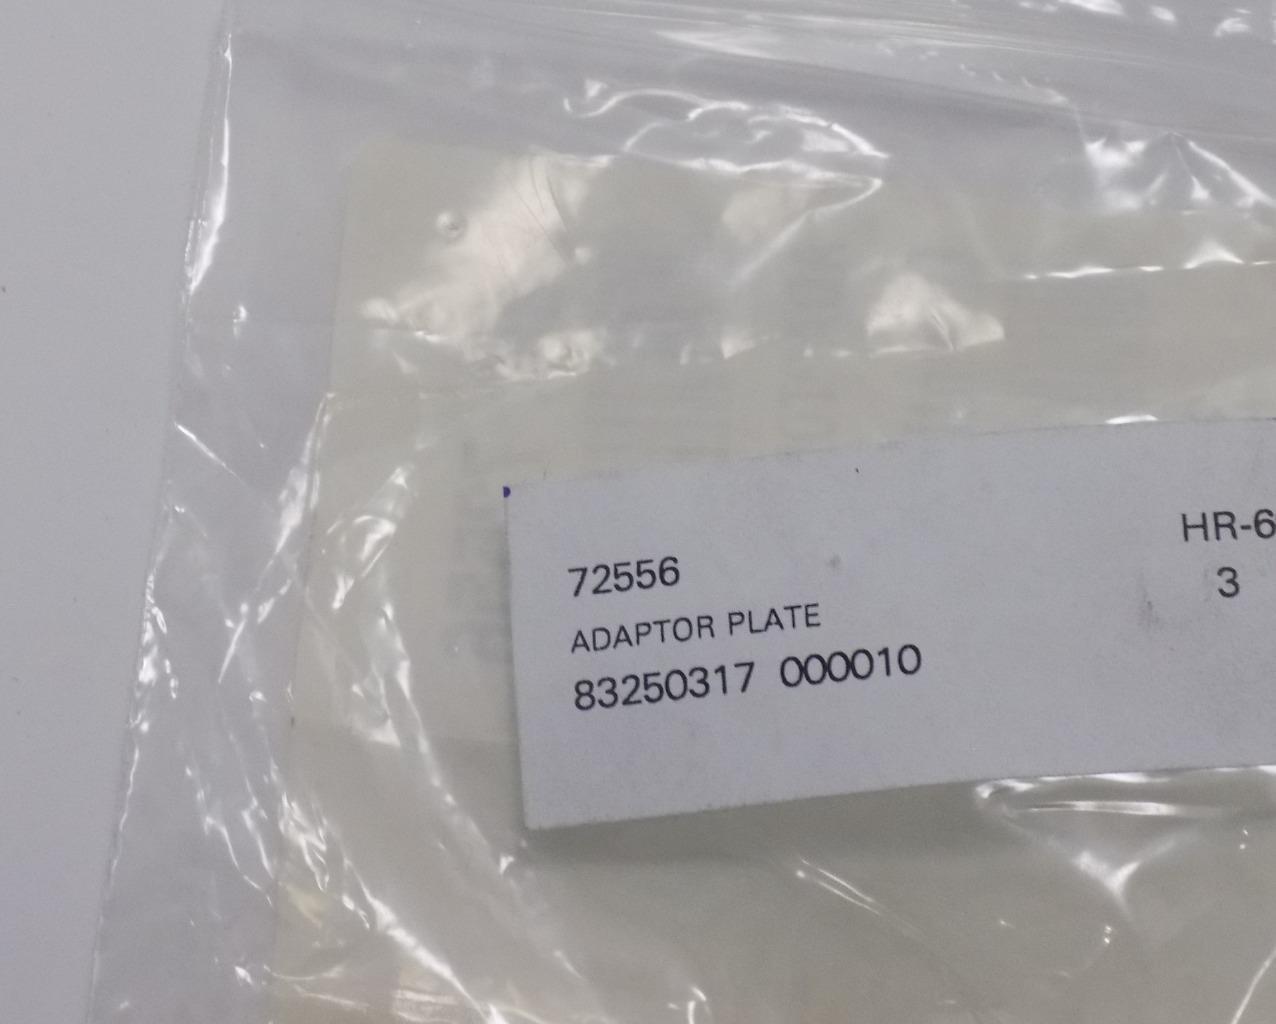 72556
ADAPTOR PLATE
83250317 000010
HR-6
3